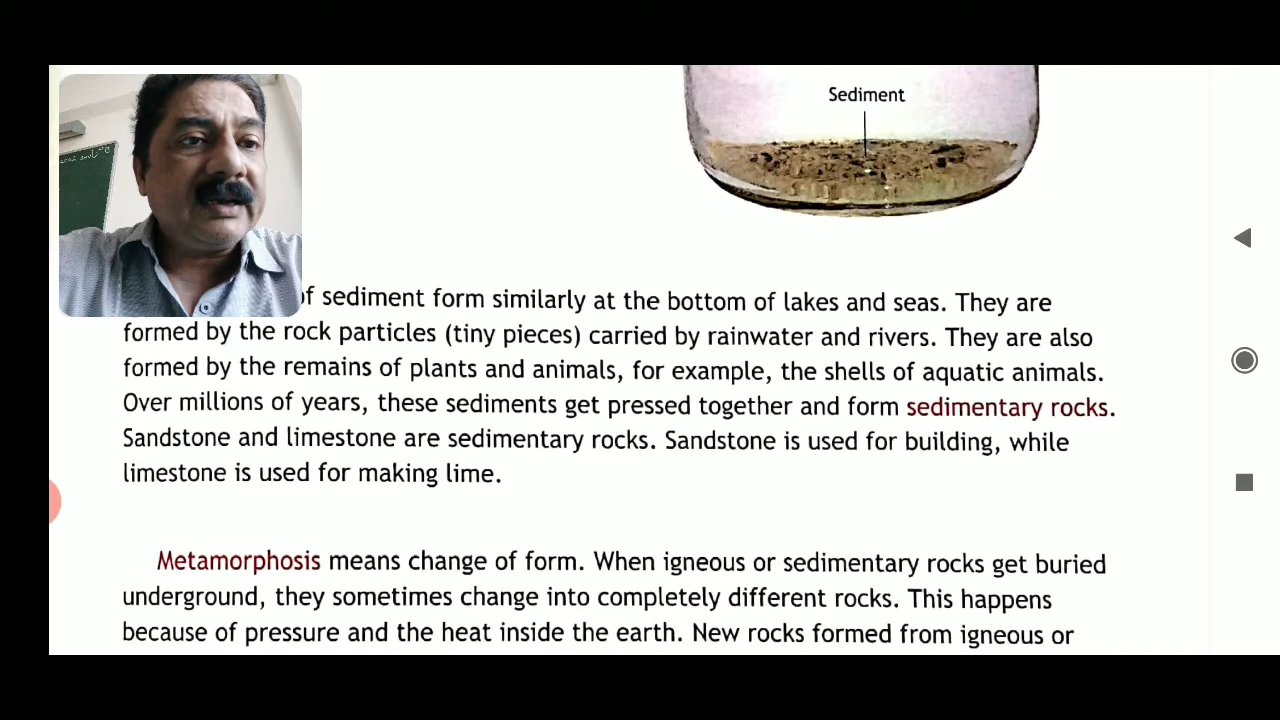 Sediment
of sediment form similarly at the bottom of lakes and seas. They are
formed by the rock particles (tiny pieces) carried by rainwater and rivers. They are also
formed by the remains of plants and animals, for example, the shells of aquatic animals.
Over millions of years, these sediments get pressed together and form sedimentary rocks.
Sandstone and limestone are sedimentary rocks. Sandstone is used for building, while
limestone is used for making lime.
Metamorphosis means change of form. When igneous or sedimentary rocks get buried
underground, they sometimes change into completely different rocks. This happens
because of pressure and the heat inside the earth. New rocks formed from igneous or